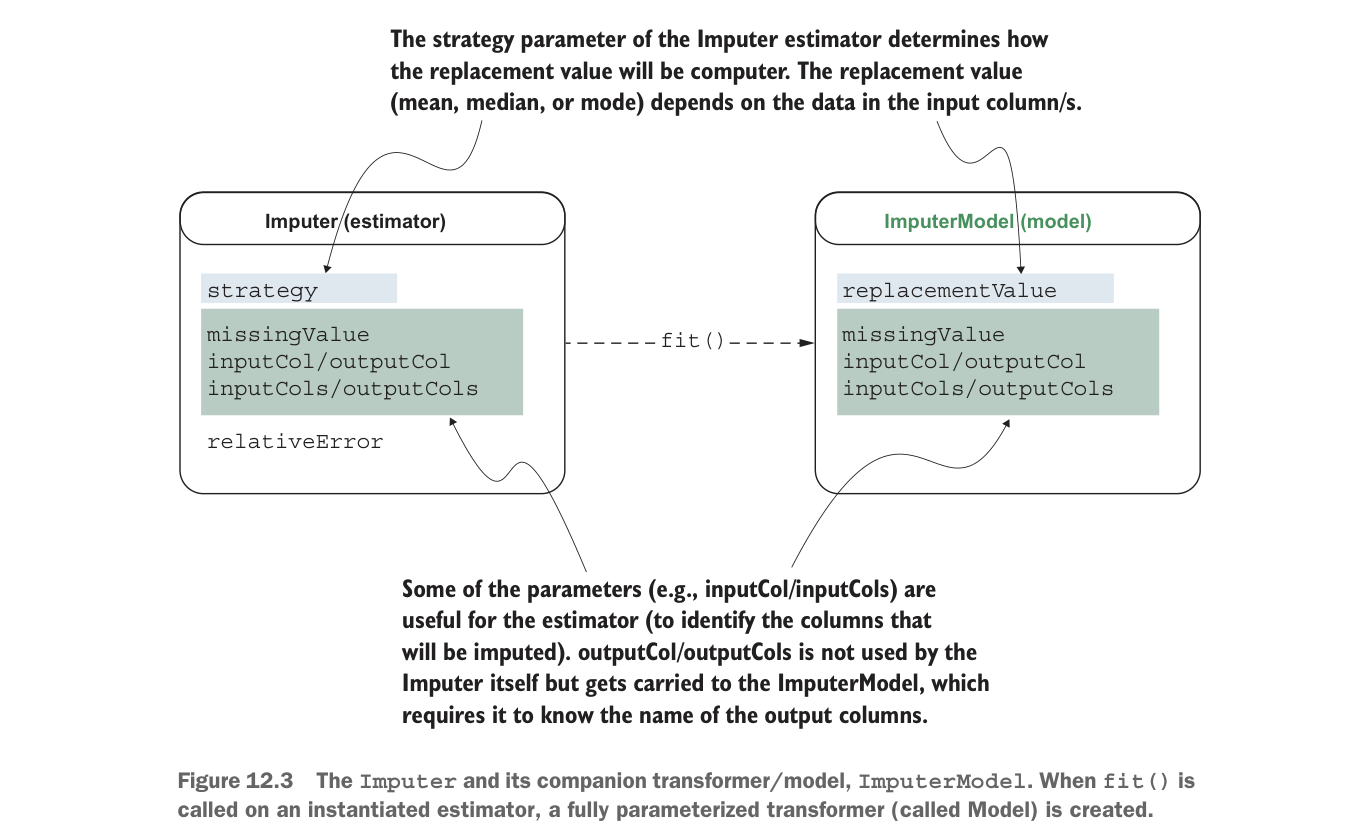 The strategy parameter of the Imputer estimator determines how
the replacement value will be computer. The replacement value
(mean, median, or mode) depends on the data in the input column/s.
Imputer (estimator)
strategy
missingValue
inputCol/outputCol
inputCols/outputCols
relativeError
fit()
ImputerModel (model)
replacementValue
missingValue
inputCol/outputCol
inputCols/outputCols
Some of the parameters (e.g., inputCol/inputCols) are
useful for the estimator (to identify the columns that
will be imputed). outputCol/outputCols is not used by the
Imputer itself but gets carried to the ImputerModel, which
requires it to know the name of the output columns.
Figure 12.3 The Imputer and its companion transformer/model, ImputerModel. When fit() is
called on an instantiated estimator, a fully parameterized transformer (called Model) is created.